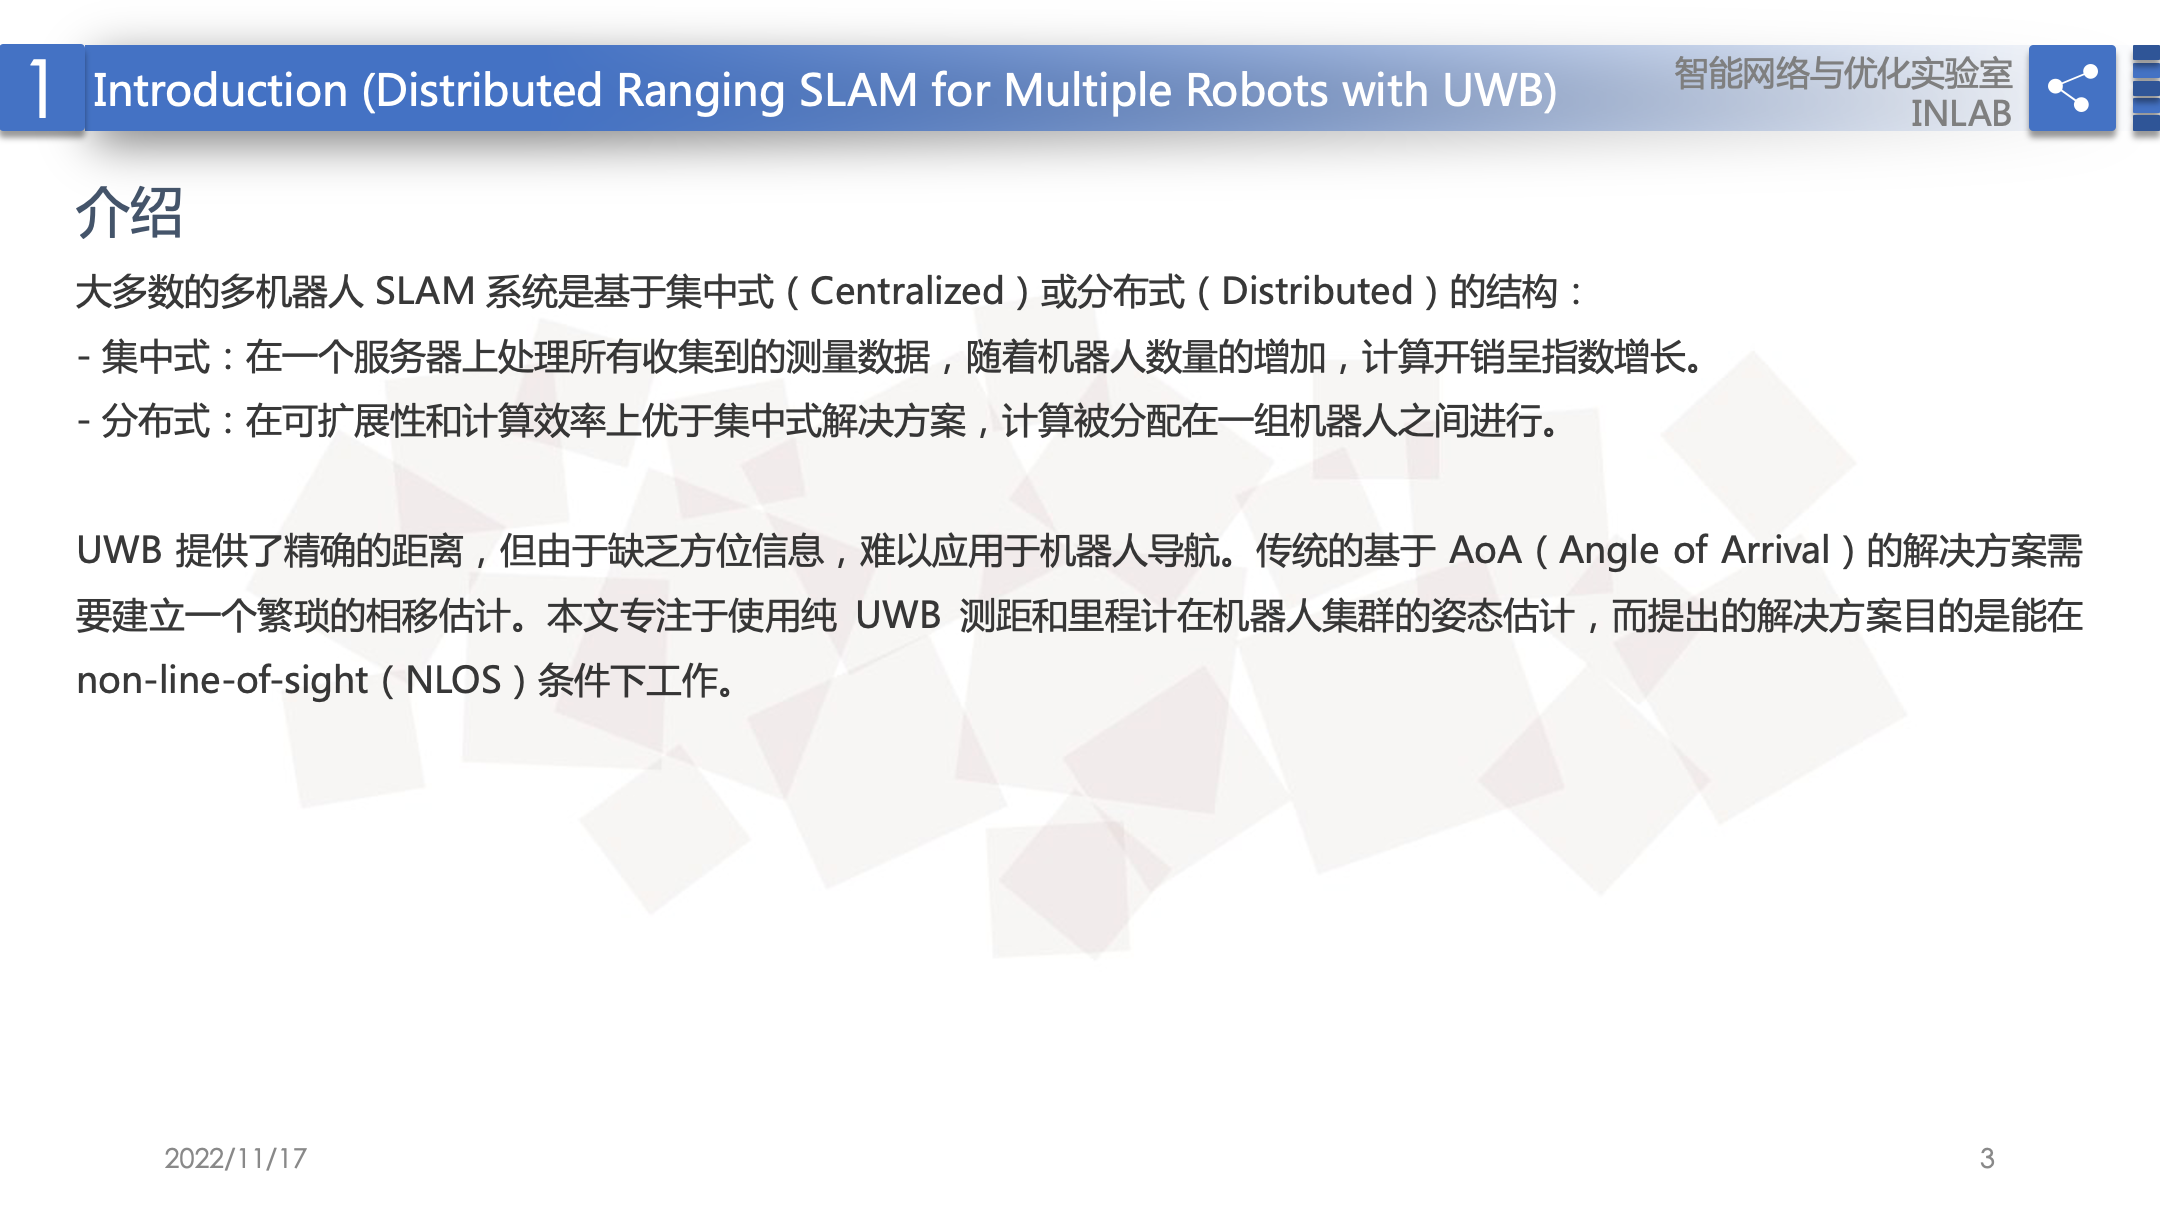 1 Introduction (Distributed Ranging SLAM for Multiple Robots with UWB)
智能网络与优化实验室
INLAB
介绍
大多数的多机器人 SLAM 系统是基于集中式（Centralized）或分布式（Distributed）的结构：
- 集中式：在一个服务器上处理所有收集到的测量数据，随着机器人数量的增加，计算开销呈指数增长。
- 分布式：在可扩展性和计算效率上优于集中式解决方案，计算被分配在一组机器人之间进行。
UWB 提供了精确的距离，但由于缺乏方位信息，难以应用于机器人导航。传统的基于 AoA（Angle of Arrival）的解决方案需
要建立一个繁琐的相移估计。本文专注于使用纯 UWB 测距和里程计在机器人集群的姿态估计，而提出的解决方案目的是能在
non-line-of-sight（NLOS）条件下工作。
2022/11/17
3